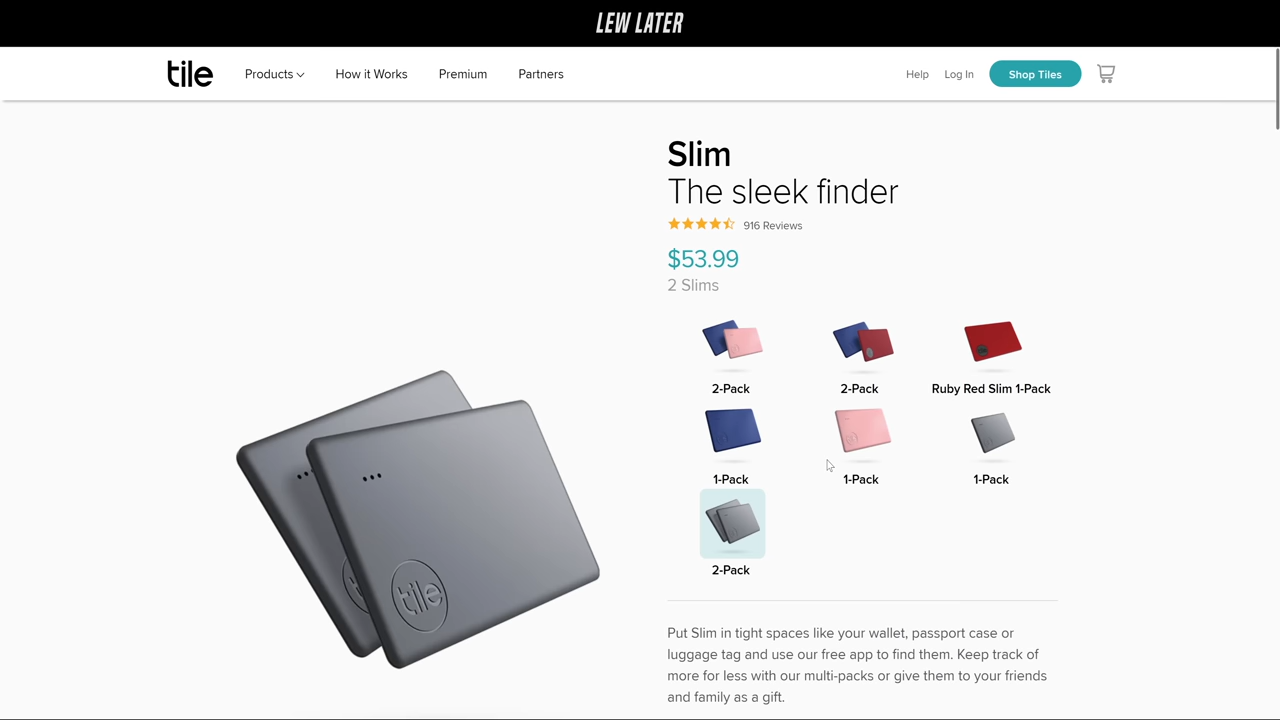 LEW LATER
tile
Products
How it Works
Premium
Partners
Help
Log In
Shop Tiles
Slim
The sleek finder
916 Reviews
$53.99
2 Slims
2-Pack
2-Pack
Ruby Red Slim 1-Pack
1-Pack
1-Pack
1-Pack
2-Pack
tile
Put Slim in tight spaces like your wallet, passport case or
luggage tag and use our free app to find them. Keep track of
more for less with our multi-packs or give them to your friends
and family as a gift.